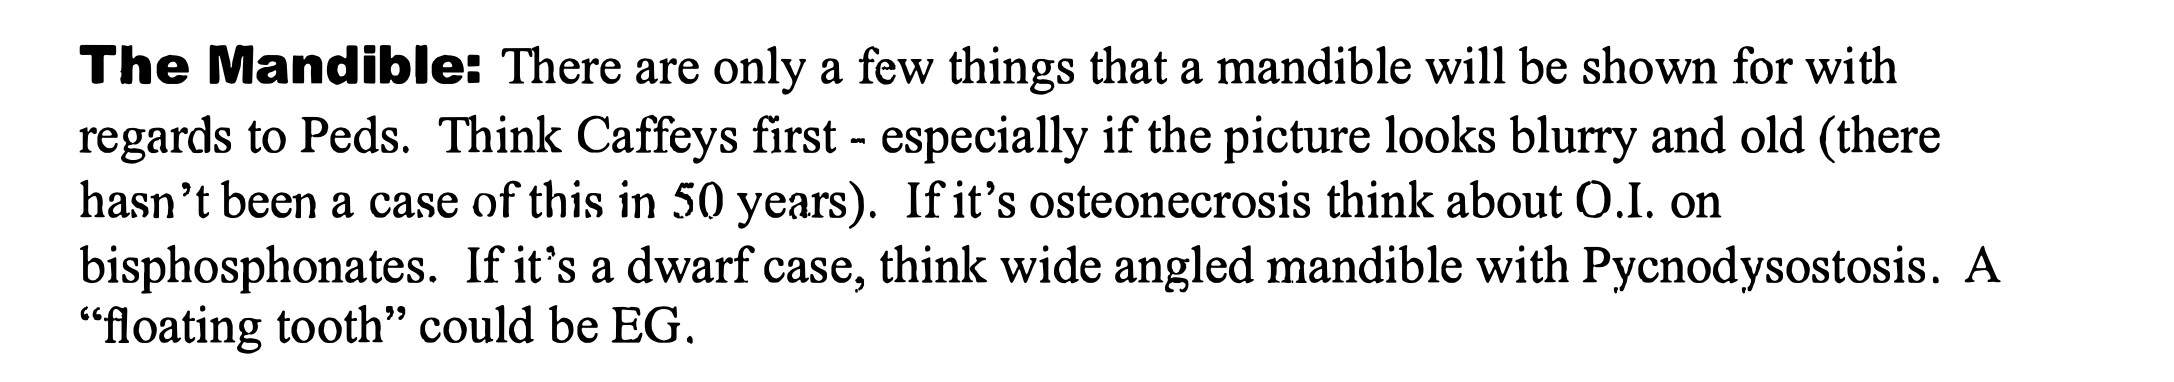 The Mandible: There are only a few things that a mandible will be shown for with
regards to Peds. Think Caffeys first - especially if the picture looks blurry and old (there
hasn't been a case of this in 50 years). If it's osteonecrosis think about O.I. on
bisphosphonates. If it's a dwarf case, think wide angled mandible with Pycnodysostosis. A
“floating tooth” could be EG.